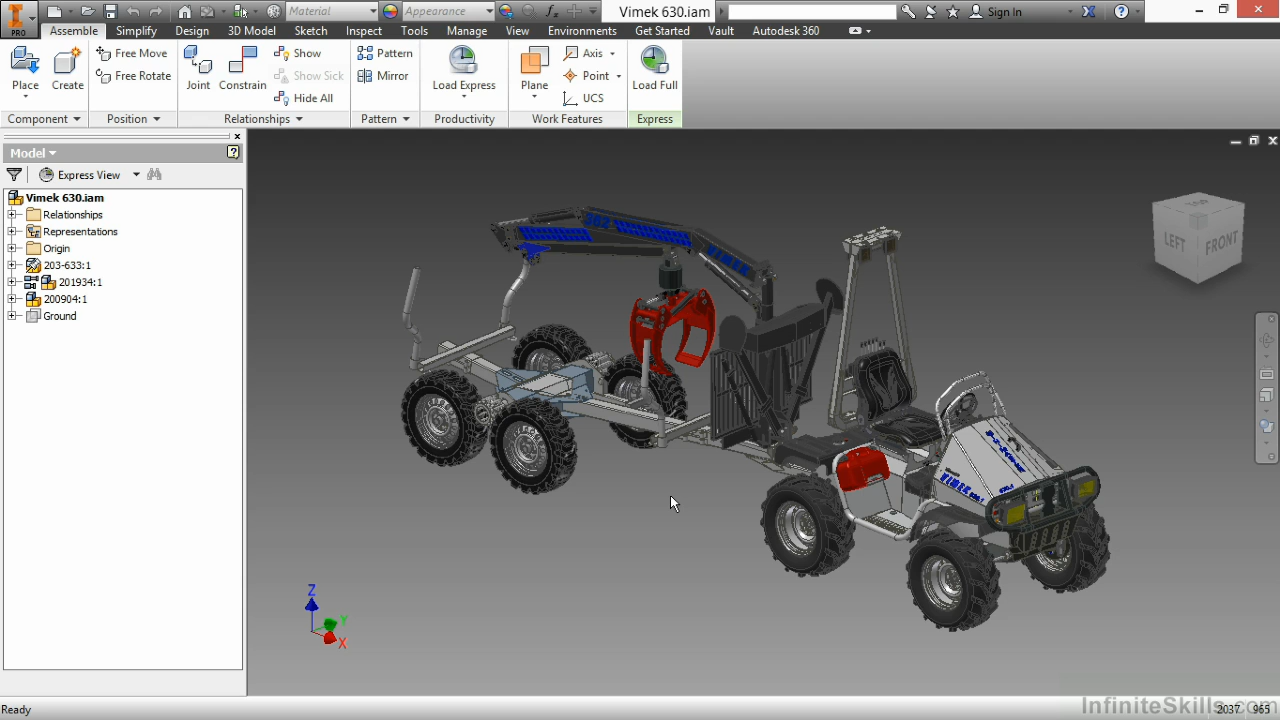 Material
Appearance
Vimek 630.iam
Sign In
PRO
Assemble Simplify Design 3D Model Sketch Inspect Tools Manage View Environments Get Started Vault Autodesk 360
Place
Create
Free Move
Free Rotate
Joint
Constrain
Show
Show Sick
Hide All
Pattern
Mirror
Load Express
Plane
Axis
Point
UCS
Load Full
Component Position Relationships Pattern Productivity Work Features Express
Model
Express View
Vimek 630.iam
Relationships
Representations
Origin
203-633:1
201934:1
200904:1
Ground
362
VIMEK
VIMEK
TOP
LEFT
FRONT
Z
Y
X
InfiniteSkills.com
Ready
2037 965